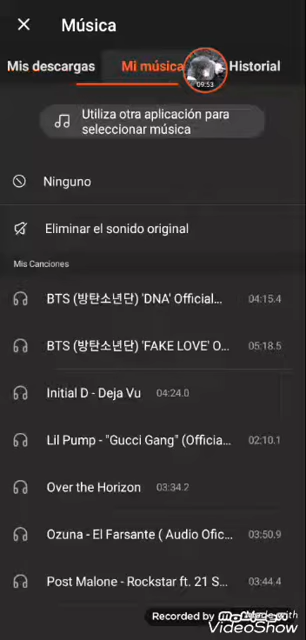 Música
Mis descargas
Mi música
Historial
09:53
Utiliza otra aplicación para
seleccionar música
Ninguno
Eliminar el sonido original
Mis Canciones
BTS (방탄소년단) 'DNA' Official... 04:15.4
BTS (방탄소년단) 'FAKE LOVE' O... 05:18.5
Initial D - Deja Vu 04:24.0
Lil Pump - "Gucci Gang" (Officia... 02:10.1
Over the Horizon 03:34.2
Ozuna - El Farsante ( Audio Ofic... 03:50.9
Post Malone - Rockstar ft. 21 S... 03:44.4
Recorded by
Made with
VideoShow